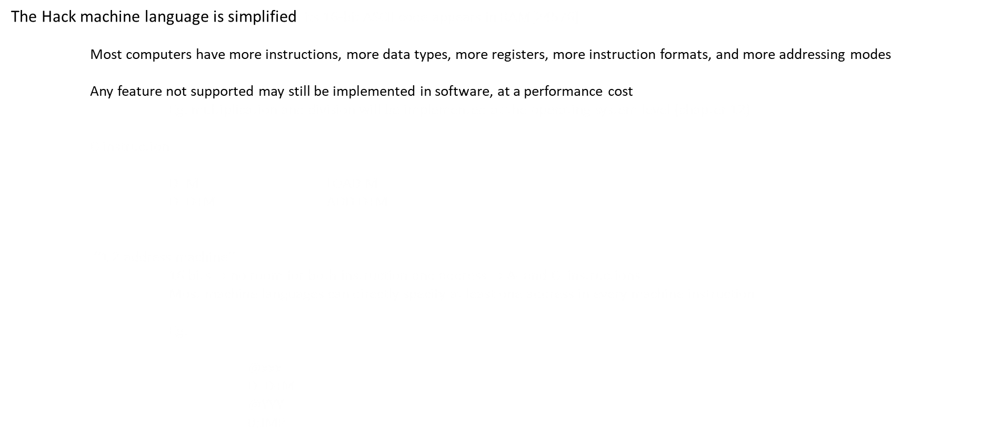 The Hack machine language is simplified
Most computers have more instructions, more data types, more registers, more instruction formats, and more addressing modes
Any feature not supported may still be implemented in software, at a performance cost